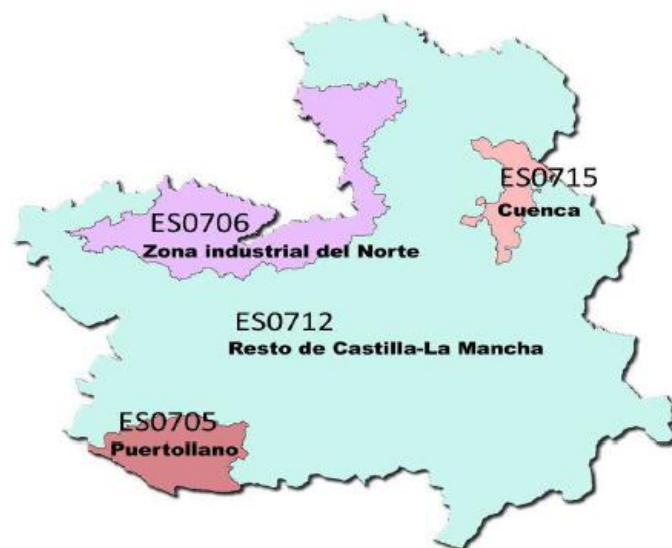 ES0715
Cuenca
ES0706
Zona industrial del Norte
ES0712
Resto de Castilla-La Mancha
ES0705
Puertollano